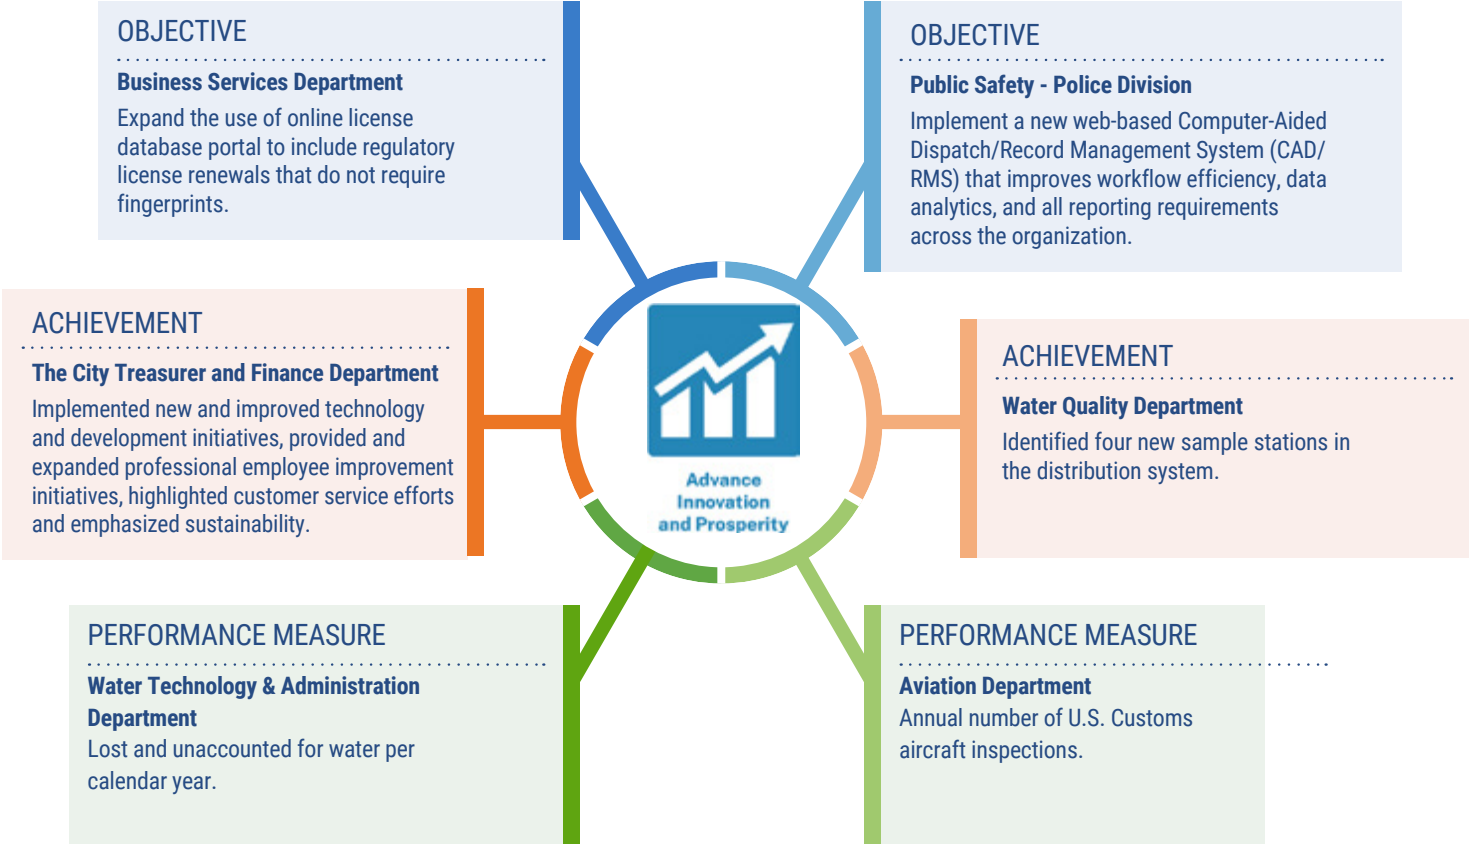 OBJECTIVE
Business Services Department
Expand the use of online license
database portal to include regulatory
license renewals that do not require
fingerprints.
OBJECTIVE
Public Safety - Police Division
Implement a new web-based Computer-Aided
Dispatch/Record Management System (CAD/
RMS) that improves workflow efficiency, data
analytics, and all reporting requirements
across the organization.
ACHIEVEMENT
The City Treasurer and Finance Department
Implemented new and improved technology
and development initiatives, provided and
expanded professional employee improvement
initiatives, highlighted customer service efforts
and emphasized sustainability.
Advance
Innovation
and Prosperity
ACHIEVEMENT
Water Quality Department
Identified four new sample stations in
the distribution system.
PERFORMANCE MEASURE
Water Technology & Administration
Department
Lost and unaccounted for water per
calendar year.
PERFORMANCE MEASURE
Aviation Department
Annual number of U.S. Customs
aircraft inspections.